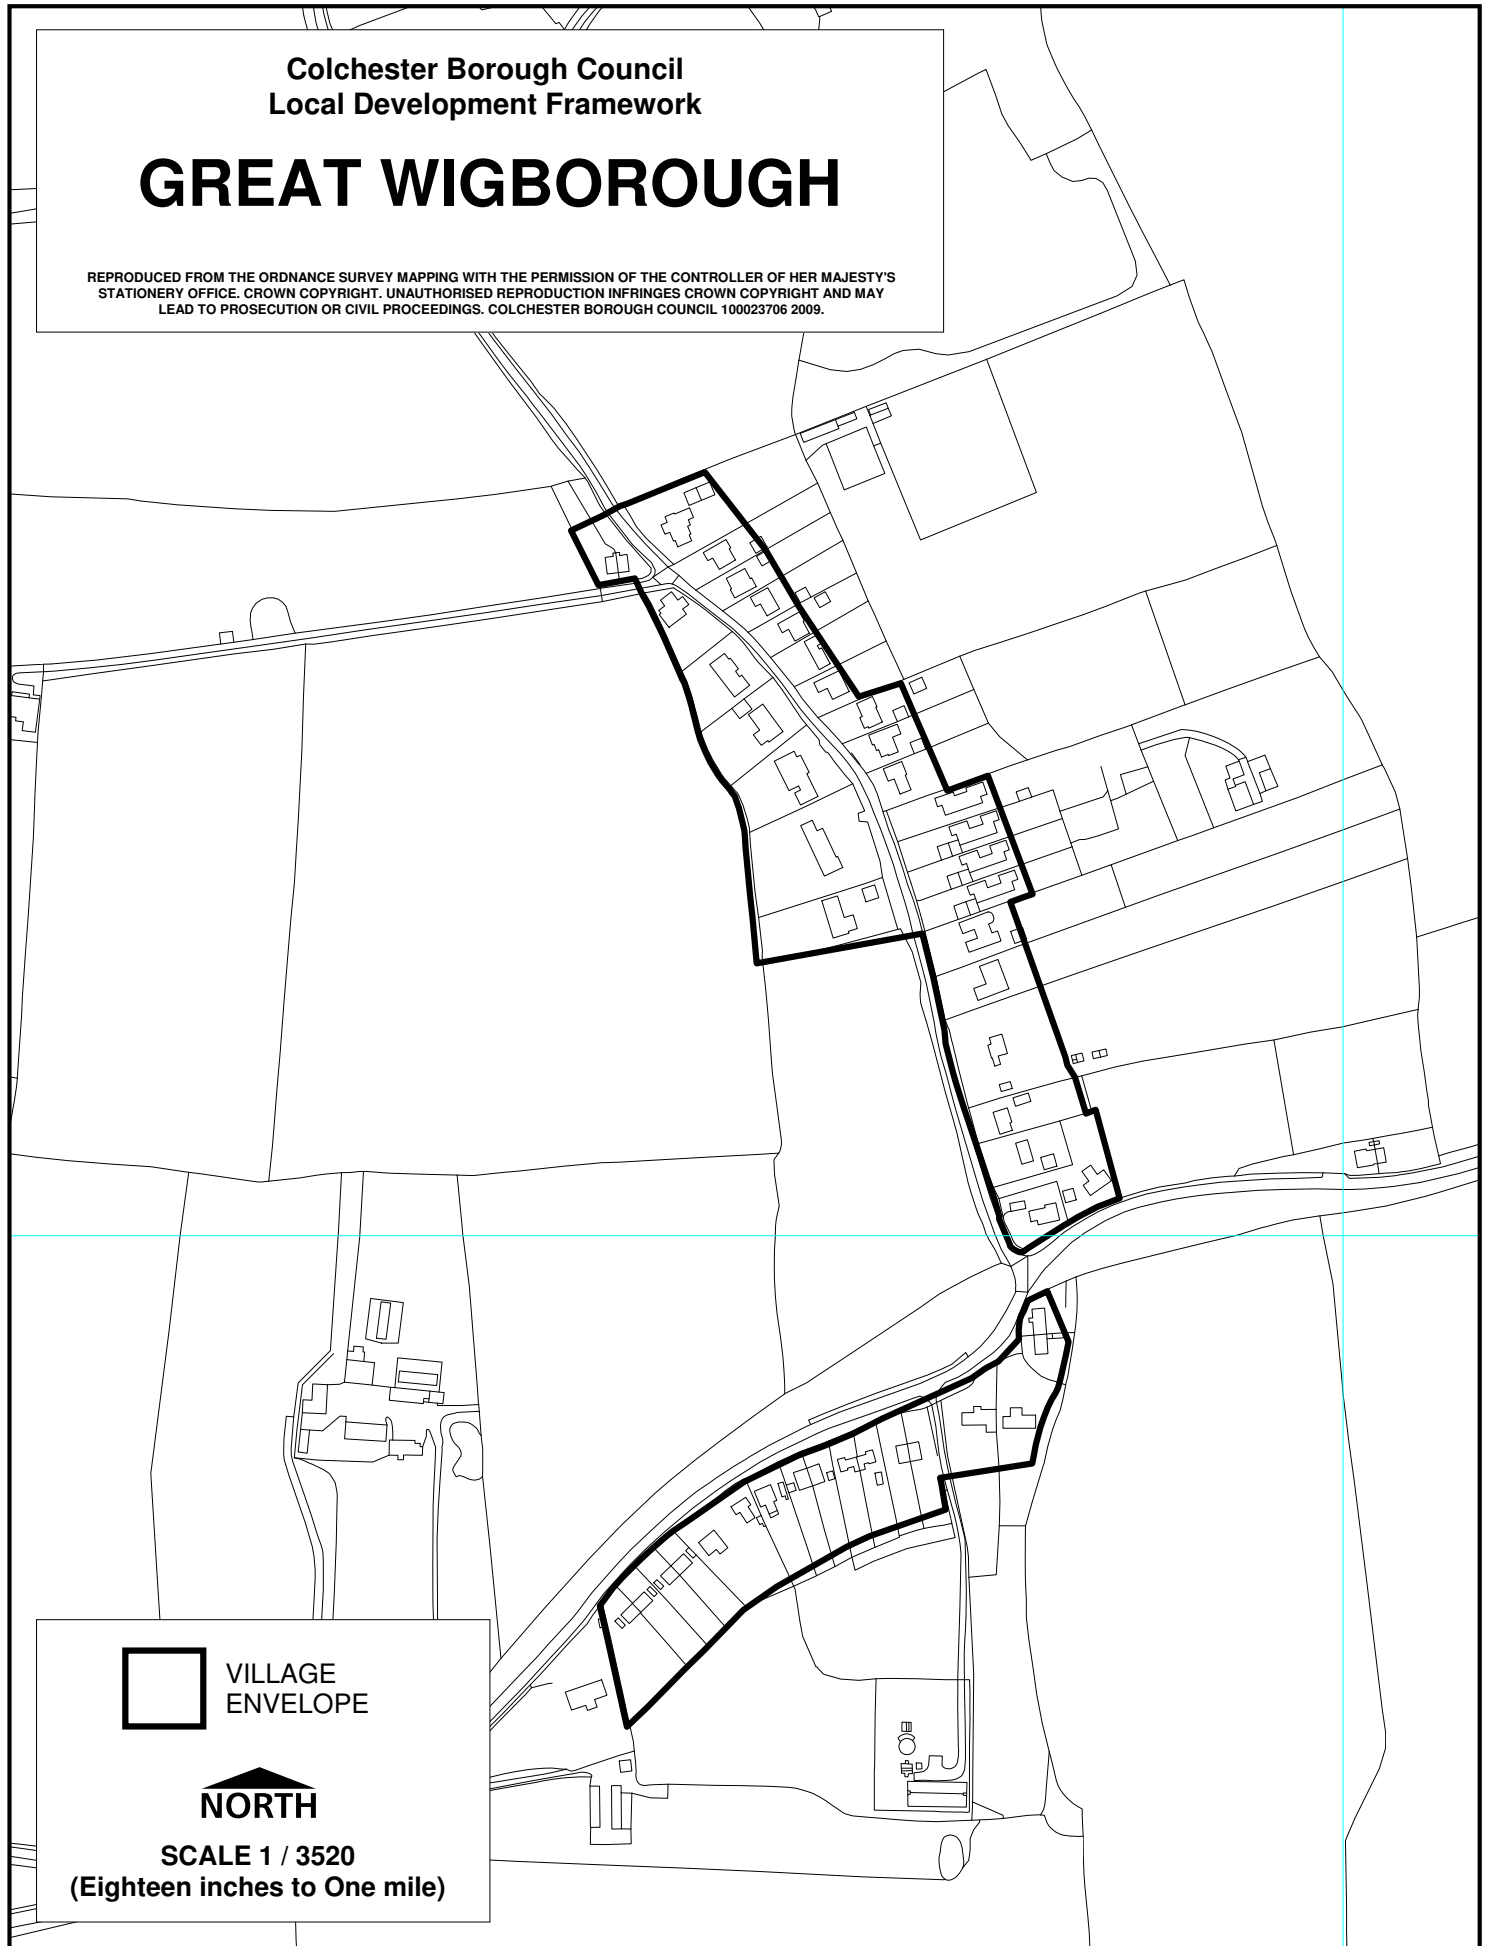 Colchester Borough Council
Local Development Framework
GREAT WIGBOROUGH
REPRODUCED FROM THE ORDNANCE SURVEY MAPPING WITH THE PERMISSION OF THE CONTROLLER OF HER MAJESTY'S
STATIONERY OFFICE. CROWN COPYRIGHT. UNAUTHORISED REPRODUCTION INFRINGES CROWN COPYRIGHT AND MAY
LEAD TO PROSECUTION OR CIVIL PROCEEDINGS. COLCHESTER BOROUGH COUNCIL 100023706 2009.
VILLAGE
ENVELOPE
NORTH
SCALE 1 / 3520
(Eighteen inches to One mile)